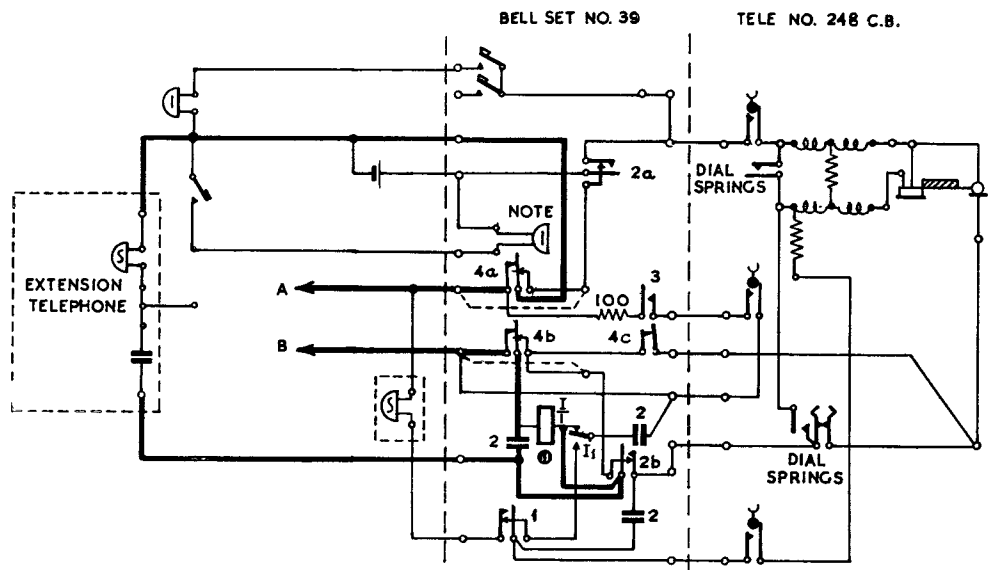 BELL SET NO. 39
TELE NO. 248 C.B.
2a
DIAL
SPRINGS
NOTE
S
EXTENSION
TELEPHONE
4a
3
A
100
4b
4c
B
S
I
2
2
I1
2b
1
2
DIAL
SPRINGS